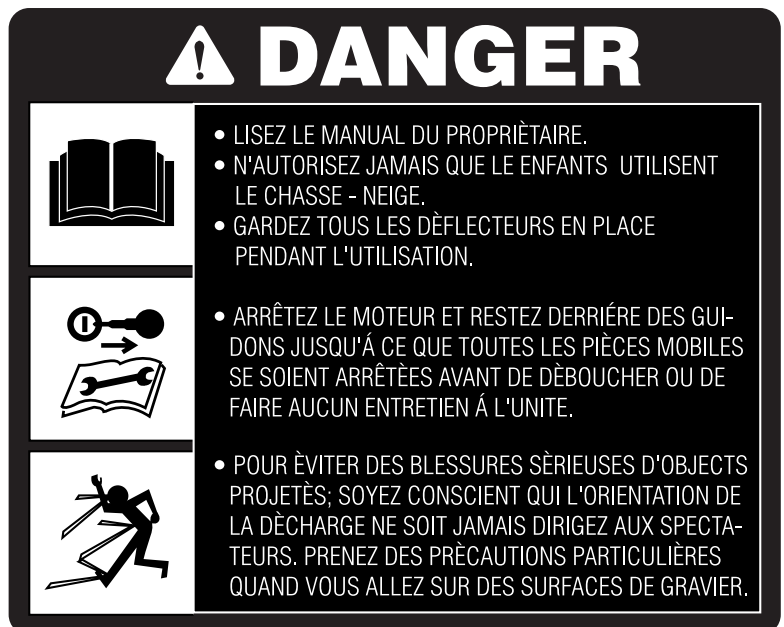 DANGER
• LISEZ LE MANUAL DU PROPRIÈTAIRE.
• N'AUTORISEZ JAMAIS QUE LE ENFANTS UTILISENT
LE CHASSE - NEIGE.
• GARDEZ TOUS LES DÈFLECTEURS EN PLACE
PENDANT L'UTILISATION.
• ARRÊTEZ LE MOTEUR ET RESTEZ DERRIÉRE DES GUI-
DONS JUSQU'Á CE QUE TOUTES LES PIÈCES MOBILES
SE SOIENT ARRÊTÈES AVANT DE DÈBOUCHER OU DE
FAIRE AUCUN ENTRETIEN Á L'UNITE.
• POUR ÈVITER DES BLESSURES SÈRIEUSES D'OBJECTS
PROJETÈS; SOYEZ CONSCIENT QUI L'ORIENTATION DE
LA DÈCHARGE NE SOIT JAMAIS DIRIGEZ AUX SPECTA-
TEURS. PRENEZ DES PRÈCAUTIONS PARTICULIÈRES
QUAND VOUS ALLEZ SUR DES SURFACES DE GRAVIER.